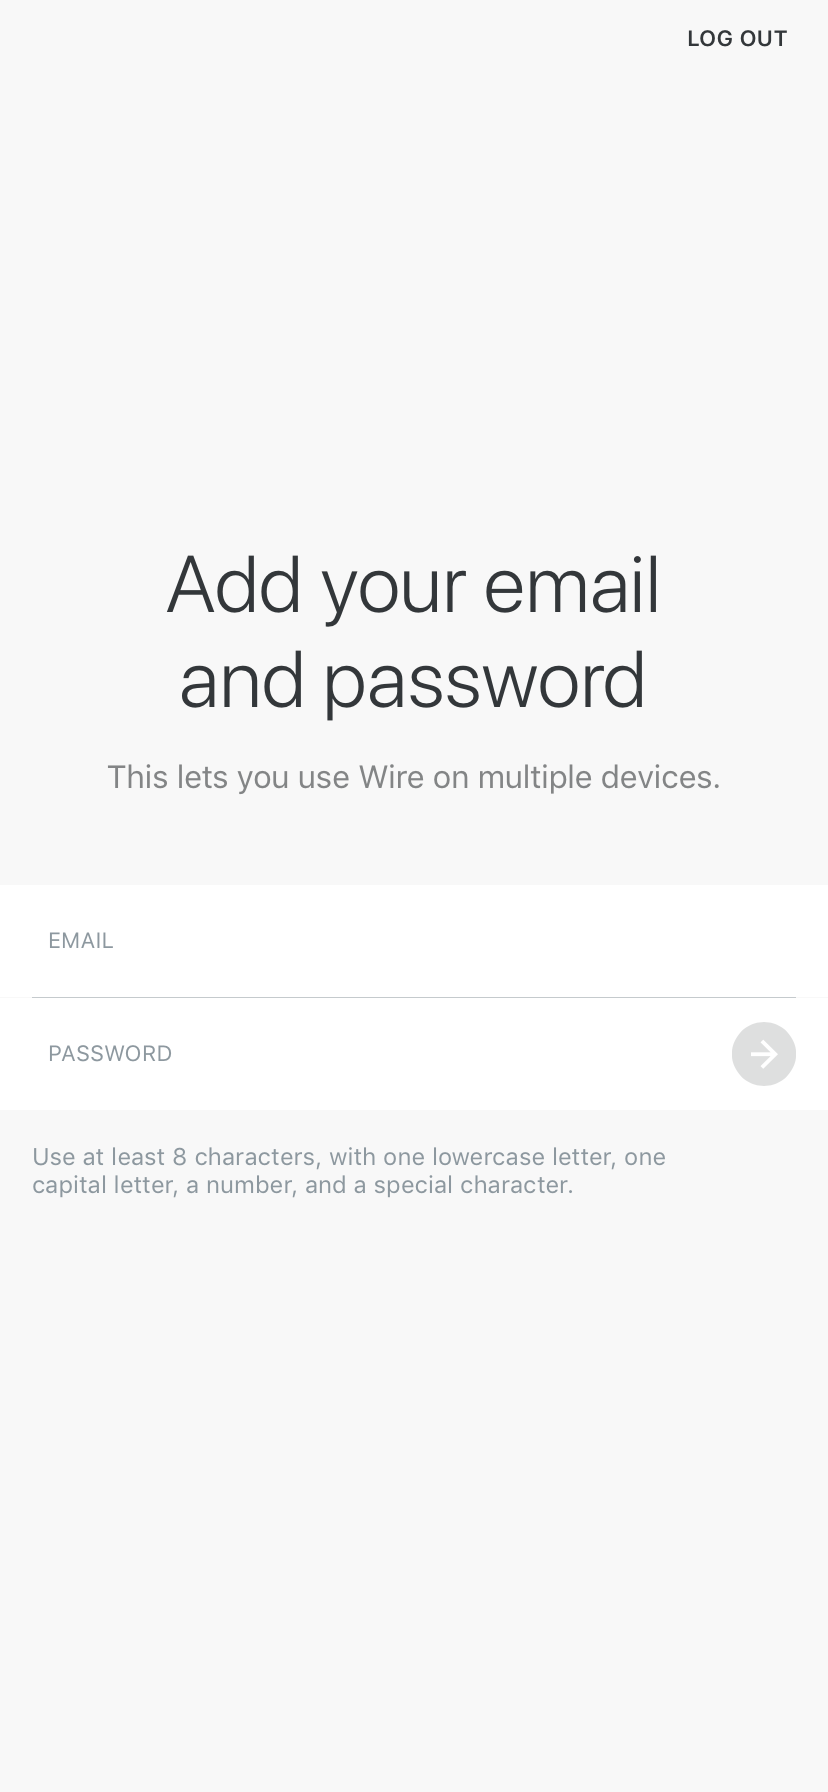 LOG OUT
Add your email
and password
This lets you use Wire on multiple devices.
EMAIL
PASSWORD
Use at least 8 characters, with one lowercase letter, one
capital letter, a number, and a special character.